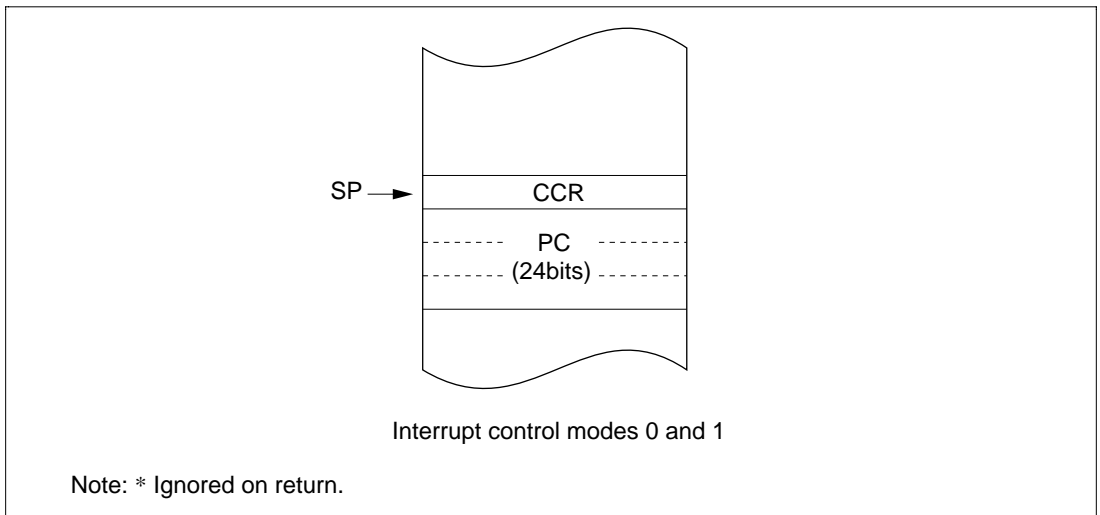 SP CCR
PC
(24bits)
Interrupt control modes 0 and 1
Note: * Ignored on return.